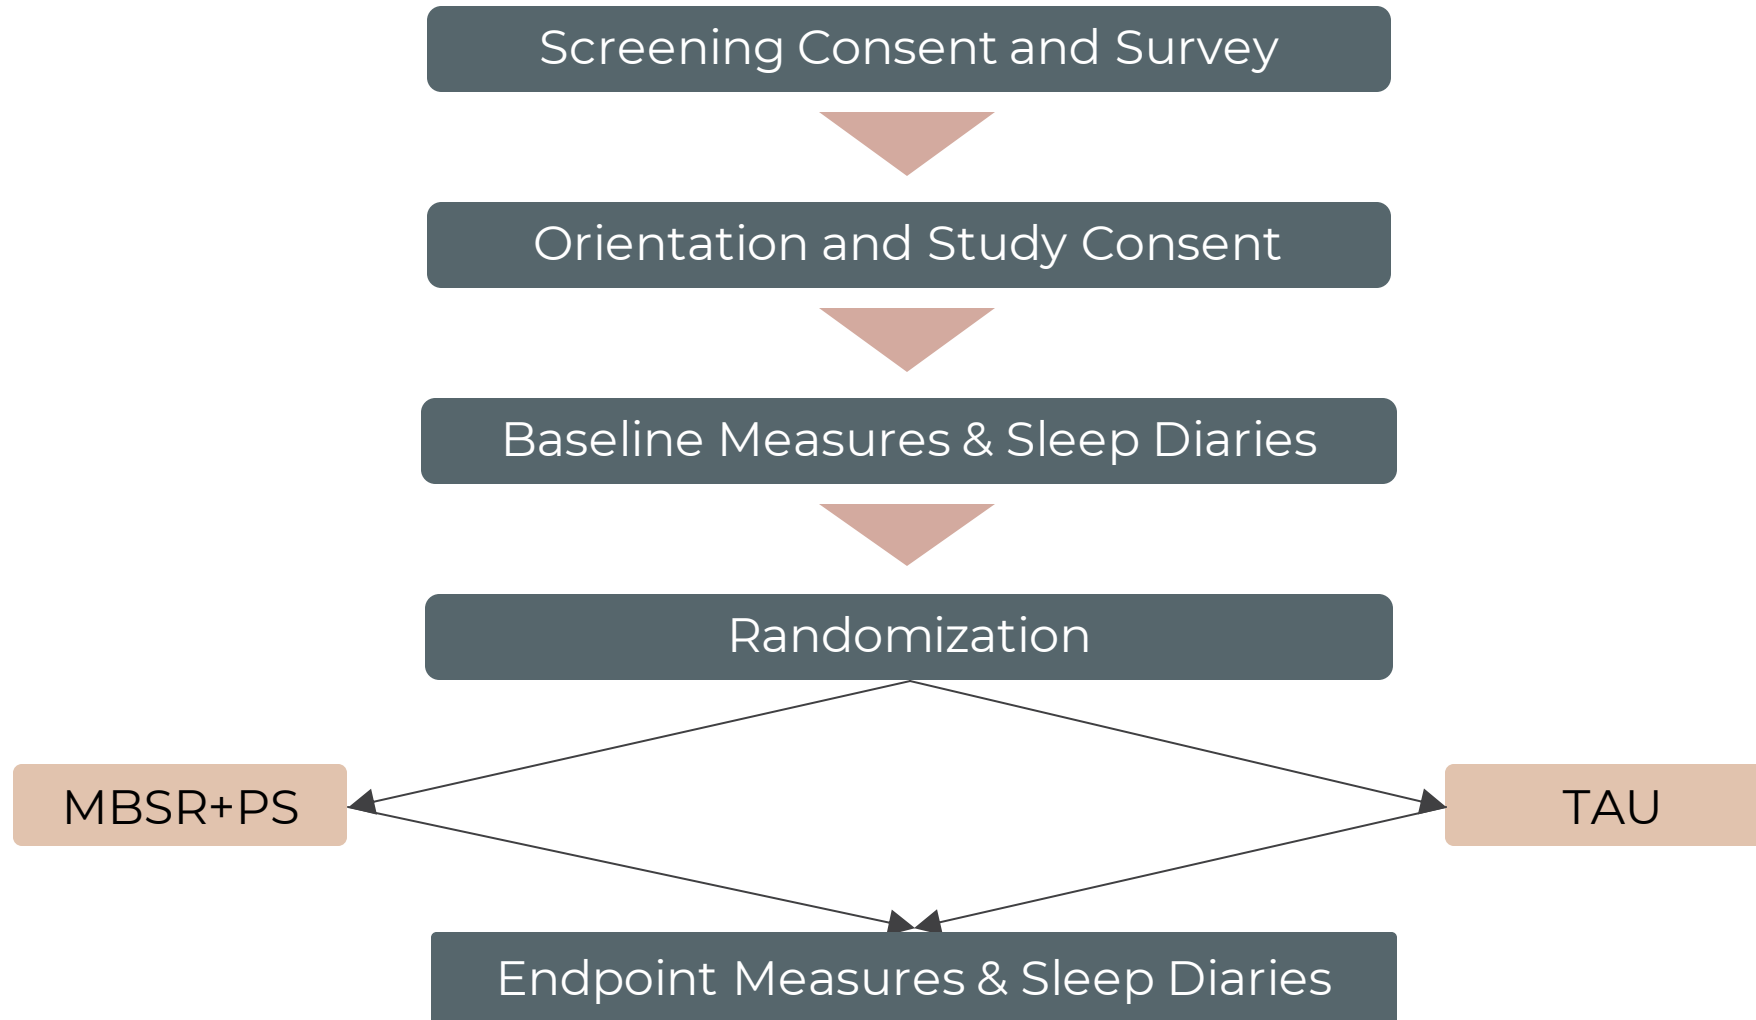 Screening Consent and Survey
Orientation and Study Consent
Baseline Measures & Sleep Diaries
Randomization
MBSR+PS
TAU
Endpoint Measures & Sleep Diaries